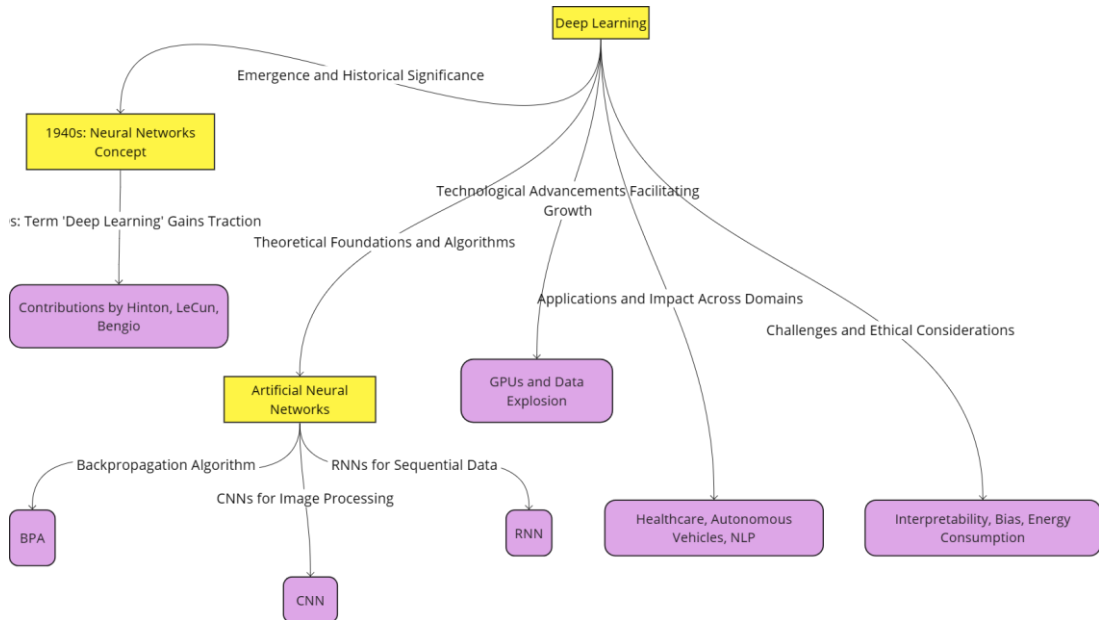 Deep Learning
Emergence and Historical Significance
1940s: Neural Networks
Concept
Technological Advancements Facilitating
Growth
Term 'Deep Learning' Gains Traction
Theoretical Foundations and Algorithms
Contributions by Hinton, LeCun,
Bengio
Applications and Impact Across Domains
Challenges and Ethical Considerations
Artificial Neural
Networks
GPUs and Data
Explosion
Backpropagation Algorithm
RNNs for Sequential Data
CNNs for Image Processing
BPA
RNN
Healthcare, Autonomous
Vehicles, NLP
Interpretability, Bias, Energy
Consumption
CNN